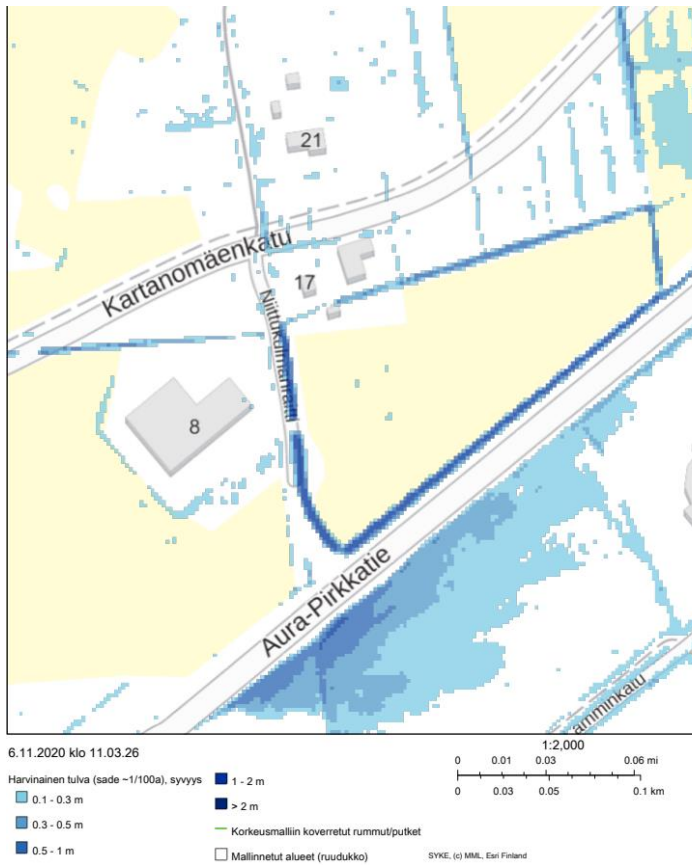 21
Kartanomäenkatu
17
Niittukulmanraitti
8
Aura-Pirkkatie
amminkatu
6.11.2020 klo 11.03.26
1:2,000
0 0.01 0.03 0.06 mi
0 0.03 0.05 0.1 km
Harvinainen tulva (sade ~1/100a), syvyys
0.1 - 0.3 m
0.3 - 0.5 m
0.5 - 1 m
1 - 2 m
> 2 m
Korkeusmalliin koverretut rummut/putket
Mallinnetut alueet (ruudukko)
SYKE, (c) MML, Esri Finland